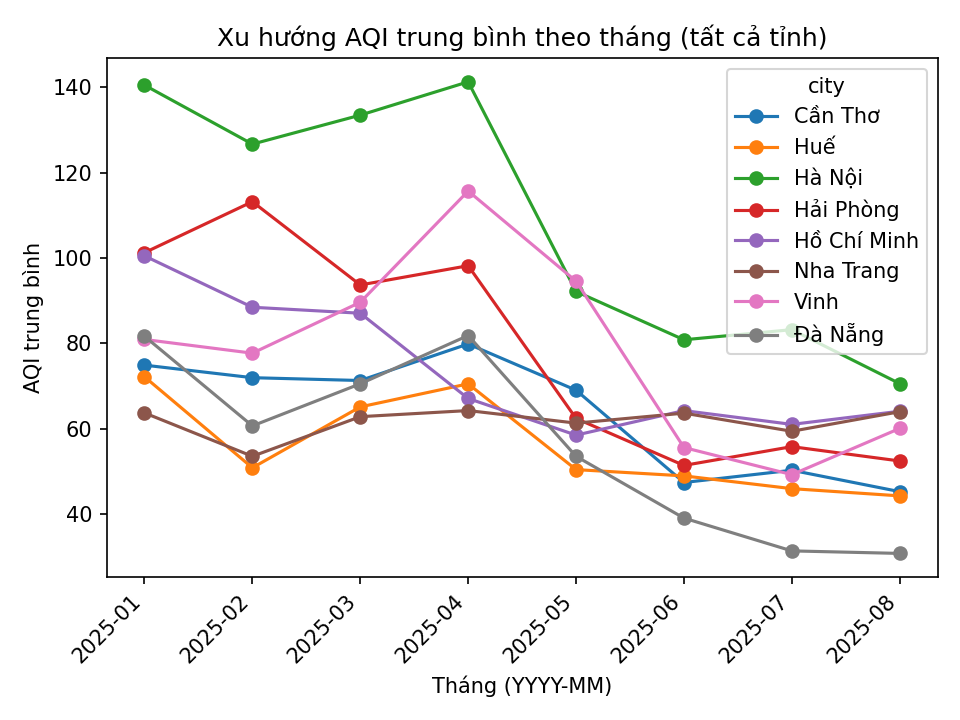 Xu hướng AQI trung bình theo tháng (tất cả tỉnh)
AQI trung bình
140
120
100
80
60
40
city
Cần Thơ
Huế
Hà Nội
Hải Phòng
Hồ Chí Minh
Nha Trang
Vinh
Đà Nẵng
2025-01
2025-02
2025-03
2025-04
2025-05
2025-06
2025-07
2025-08
Tháng (YYYY-MM)